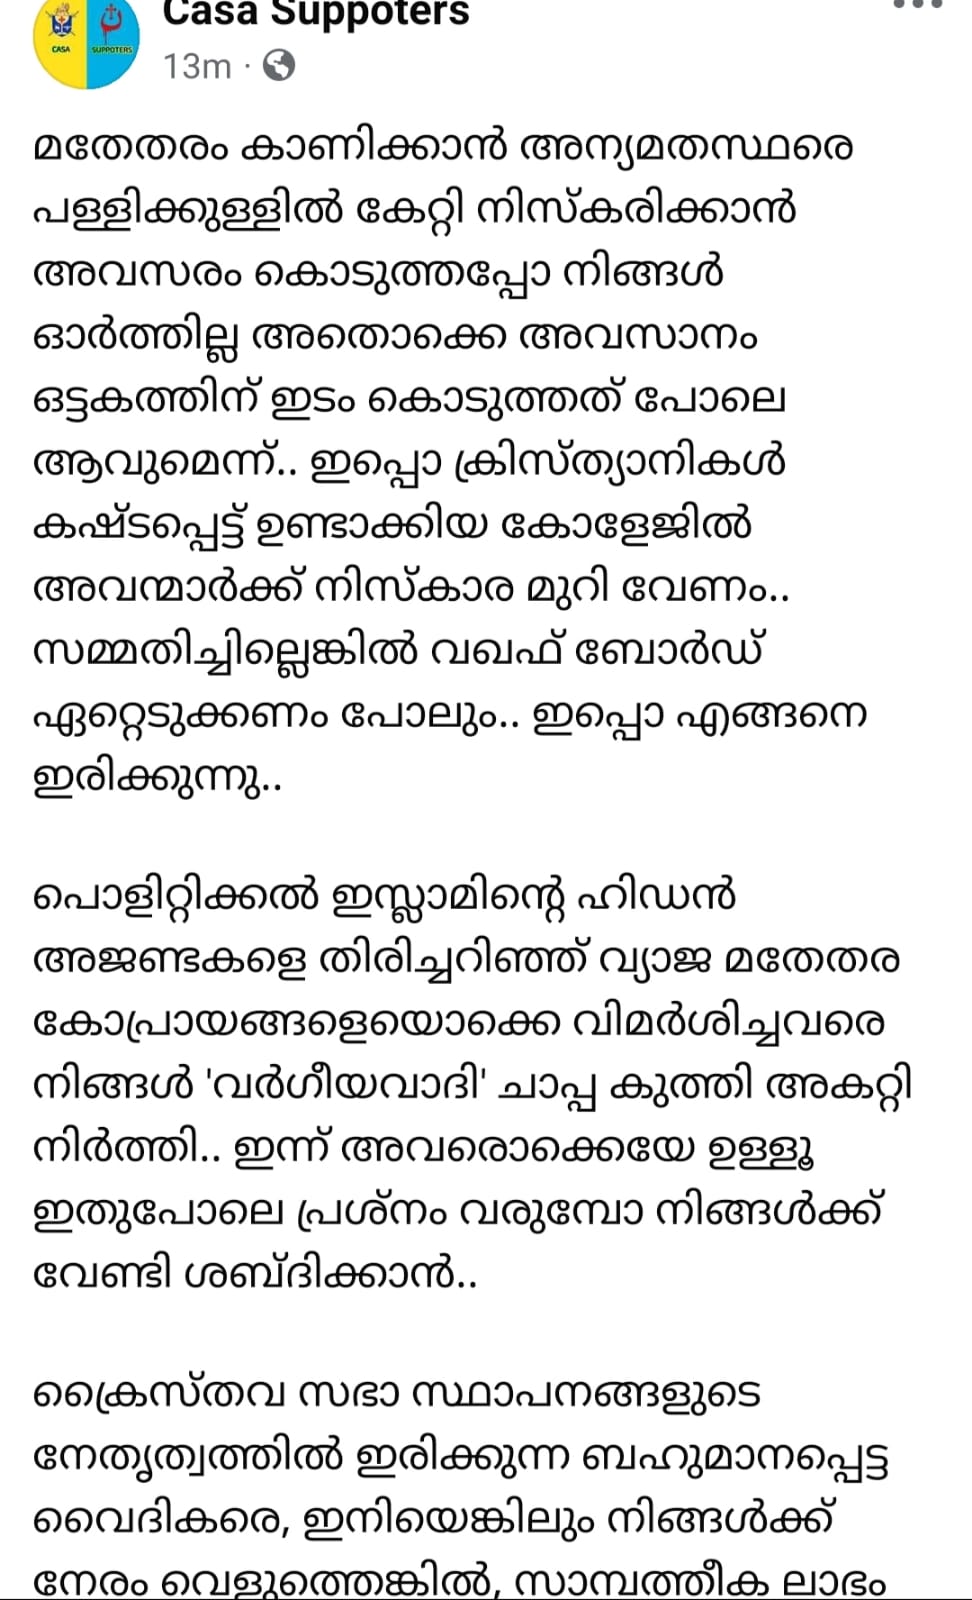 Casa Suppoters
CASA
SUPPOTERS
13m ·
മതേതരം കാണിക്കാൻ അന്യമതസ്ഥരെ
പള്ളിക്കുള്ളിൽ കേറ്റി നിസ്കരിക്കാൻ
അവസരം കൊടുത്തപ്പോ നിങ്ങൾ
ഓർത്തില്ല അതൊക്കെ അവസാനം
ഒട്ടകത്തിന് ഇടം കൊടുത്തത് പോലെ
ആവുമെന്ന്.. ഇപ്പൊ ക്രിസ്ത്യാനികൾ
കഷ്ടപ്പെട്ട് ഉണ്ടാക്കിയ കോളേജിൽ
അവന്മാർക്ക് നിസ്കാര മുറി വേണം..
സമ്മതിച്ചില്ലെങ്കിൽ വഖഫ് ബോർഡ്
ഏറ്റെടുക്കണം പോലും.. ഇപ്പൊ എങ്ങനെ
ഇരിക്കുന്നു..
പൊളിറ്റിക്കൽ ഇസ്ലാമിന്റെ ഹിഡൻ
അജണ്ടകളെ തിരിച്ചറിഞ്ഞ് വ്യാജ മതേതര
കോപ്രായങ്ങളെയൊക്കെ വിമർശിച്ചവരെ
നിങ്ങൾ 'വർഗീയവാദി' ചാപ്പ കുത്തി അകറ്റി
നിർത്തി.. ഇന്ന് അവരൊക്കെയേ ഉള്ളൂ
ഇതുപോലെ പ്രശ്നം വരുമ്പോ നിങ്ങൾക്ക്
വേണ്ടി ശബ്ദിക്കാൻ..
ക്രൈസ്തവ സഭാ സ്ഥാപനങ്ങളുടെ
നേതൃത്വത്തിൽ ഇരിക്കുന്ന ബഹുമാനപ്പെട്ട
വൈദികരെ, ഇനിയെങ്കിലും നിങ്ങൾക്ക്
നേരം വെളുത്തെങ്കിൽ, സാമ്പത്തീക ലാഭം